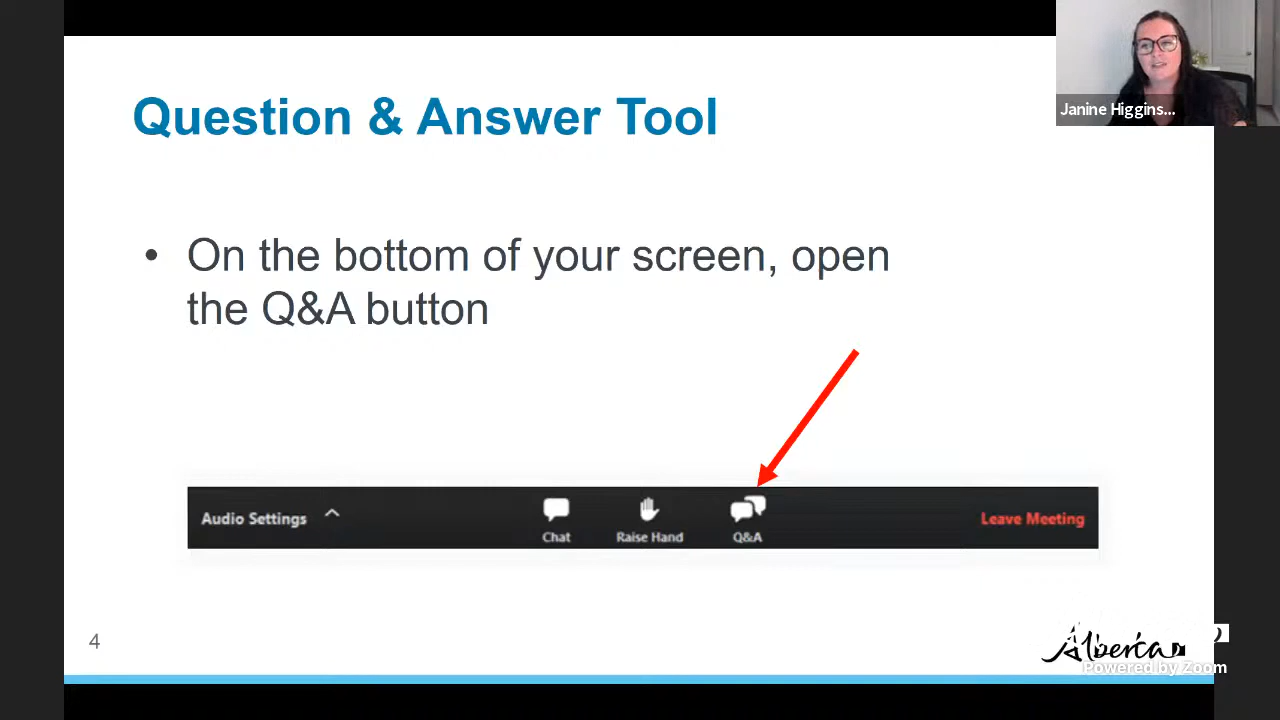 Question & Answer Tool
Janine Higgins...
• On the bottom of your screen, open
the Q&A button
Audio Settings
Chat
Raise Hand
Q&A
Leave Meeting
4
Alberta
Powered by Zoom